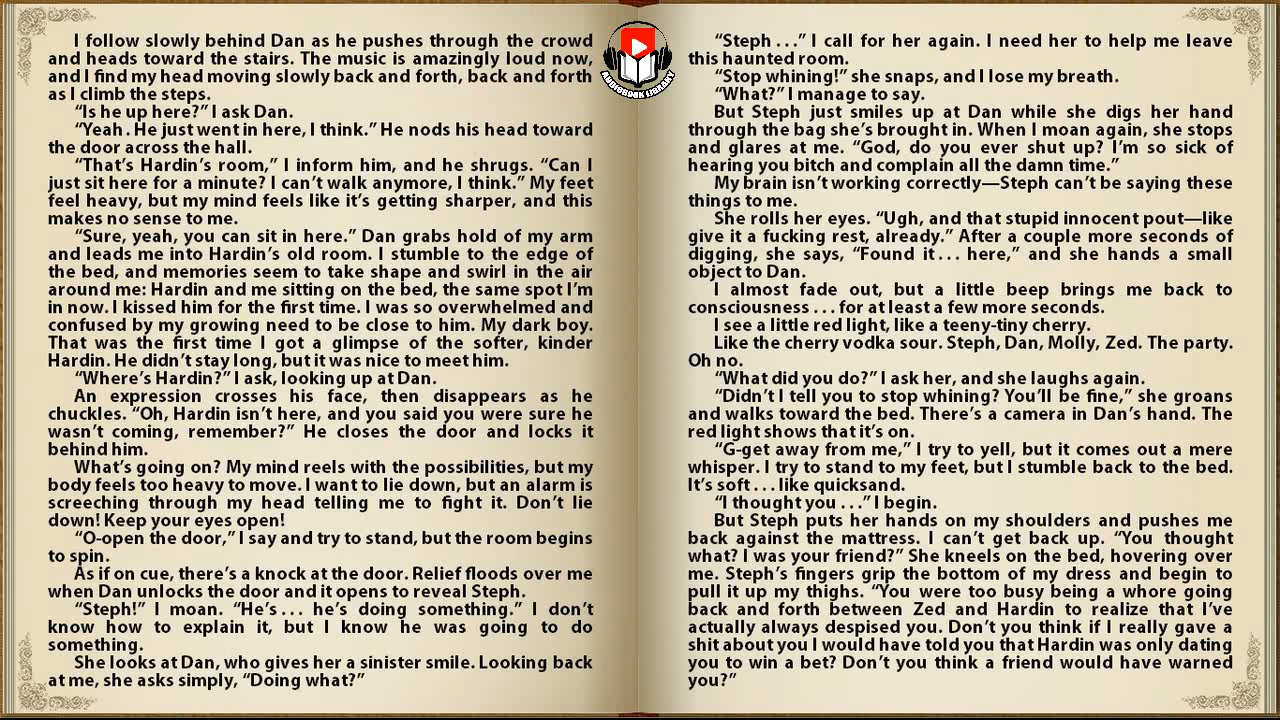 I follow slowly behind Dan as he pushes through the crowd
and heads toward the stairs. The music is amazingly loud now,
and I find my head moving slowly back and forth, back and forth
as I climb the steps.
“Is he up here?” I ask Dan.
“Yeah . He just went in here, I think.” He nods his head toward
the door across the hall.
“That’s Hardin’s room,” I inform him, and he shrugs. “Can I
just sit here for a minute? I can’t walk anymore, I think.” My feet
feel heavy, but my mind feels like it’s getting sharper, and this
makes no sense to me.
“Sure, yeah, you can sit in here.” Dan grabs hold of my arm
and leads me into Hardin’s old room. I stumble to the edge of
the bed, and memories seem to take shape and swirl in the air
around me: Hardin and me sitting on the bed, the same spot I’m
in now. I kissed him for the first time. I was so overwhelmed and
confused by my growing need to be close to him. My dark boy.
That was the first time I got a glimpse of the softer, kinder
Hardin. He didn’t stay long, but it was nice to meet him.
“Where’s Hardin?” I ask, looking up at Dan.
An expression crosses his face, then disappears as he
chuckles. “Oh, Hardin isn’t here, and you said you were sure he
wasn’t coming, remember?” He closes the door and locks it
behind him.
What’s going on? My mind reels with the possibilities, but my
body feels too heavy to move. I want to lie down, but an alarm is
screeching through my head telling me to fight it. Don’t lie
down! Keep your eyes open!
“O-open the door,” I say and try to stand, but the room begins
to spin.
As if on cue, there’s a knock at the door. Relief floods over me
when Dan unlocks the door and it opens to reveal Steph.
“Steph!” I moan. “He’s . . . he’s doing something.” I don’t
know how to explain it, but I know he was going to do
something.
She looks at Dan, who gives her a sinister smile. Looking back
at me, she asks simply, “Doing what?”
AUDIOBOOK LIBRARY
“Steph . . .” I call for her again. I need her to help me leave
this haunted room.
“Stop whining!” she snaps, and I lose my breath.
“What?” I manage to say.
But Steph just smiles up at Dan while she digs her hand
through the bag she’s brought in. When I moan again, she stops
and glares at me. “God, do you ever shut up? I’m so sick of
hearing you bitch and complain all the damn time.”
My brain isn’t working correctly—Steph can’t be saying these
things to me.
She rolls her eyes. “Ugh, and that stupid innocent pout—like
give it a fucking rest, already.” After a couple more seconds of
digging, she says, “Found it . . . here,” and she hands a small
object to Dan.
I almost fade out, but a little beep brings me back to
consciousness . . . for at least a few more seconds.
I see a little red light, like a teeny-tiny cherry.
Like the cherry vodka sour. Steph, Dan, Molly, Zed. The party.
Oh no.
“What did you do?” I ask her, and she laughs again.
“Didn’t I tell you to stop whining? You’ll be fine,” she groans
and walks toward the bed. There’s a camera in Dan’s hand. The
red light shows that it’s on.
“G-get away from me,” I try to yell, but it comes out a mere
whisper. I try to stand to my feet, but I stumble back to the bed.
It’s soft . . . like quicksand.
“I thought you . . .” I begin.
But Steph puts her hands on my shoulders and pushes me
back against the mattress. I can’t get back up. “You thought
what? I was your friend?” She kneels on the bed, hovering over
me. Steph’s fingers grip the bottom of my dress and begin to
pull it up my thighs. “You were too busy being a whore going
back and forth between Zed and Hardin to realize that I’ve
actually always despised you. Don’t you think if I really gave a
shit about you I would have told you that Hardin was only dating
you to win a bet? Don’t you think a friend would have warned
you?”